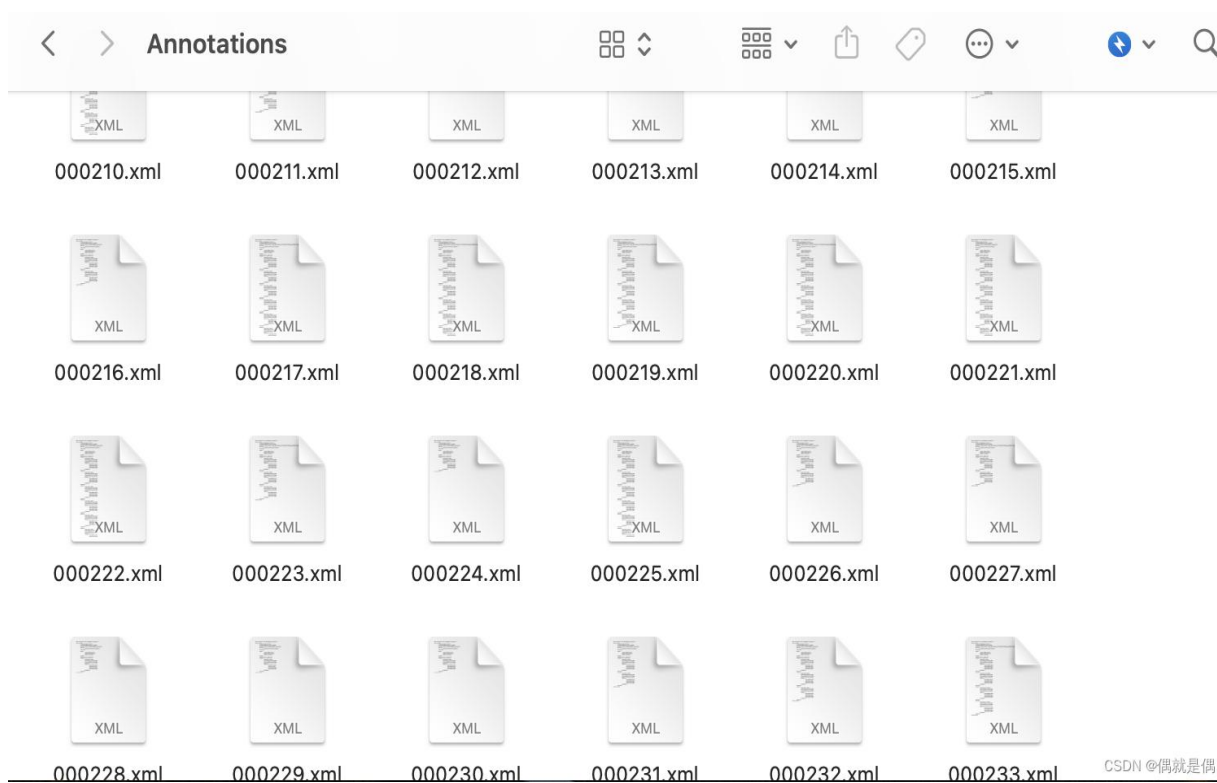 Annotations
XML XML XML XML XML XML
000210.xml 000211.xml 000212.xml 000213.xml 000214.xml 000215.xml
XML XML XML XML XML XML
000216.xml 000217.xml 000218.xml 000219.xml 000220.xml 000221.xml
XML XML XML XML XML XML
000222.xml 000223.xml 000224.xml 000225.xml 000226.xml 000227.xml
XML XML XML XML XML XML
000228.xml 000229.xml 000230.xml 000231.xml 000232.xml 000233.xml
CSDN @偶就是偶